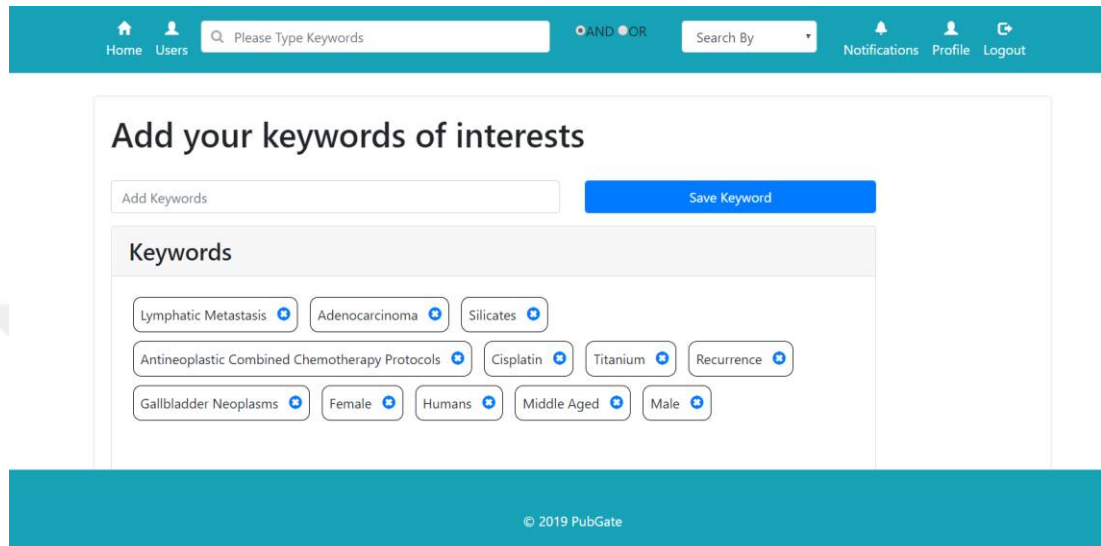 Home Users Please Type Keywords AND OR Search By Notifications Profile Logout
Add your keywords of interests
Add Keywords Save Keyword
Keywords
Lymphatic Metastasis Adenocarcinoma Silicates
Antineoplastic Combined Chemotherapy Protocols Cisplatin Titanium Recurrence
Gallbladder Neoplasms Female Humans Middle Aged Male
© 2019 PubGate